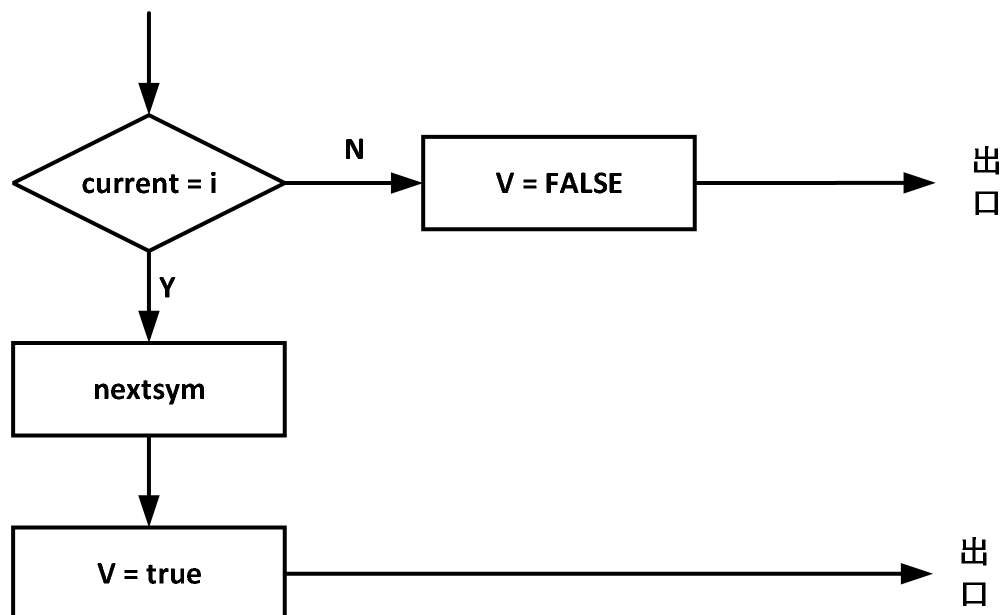 current = i
N
V = FALSE
出
口
Y
nextsym
V = true
出
口